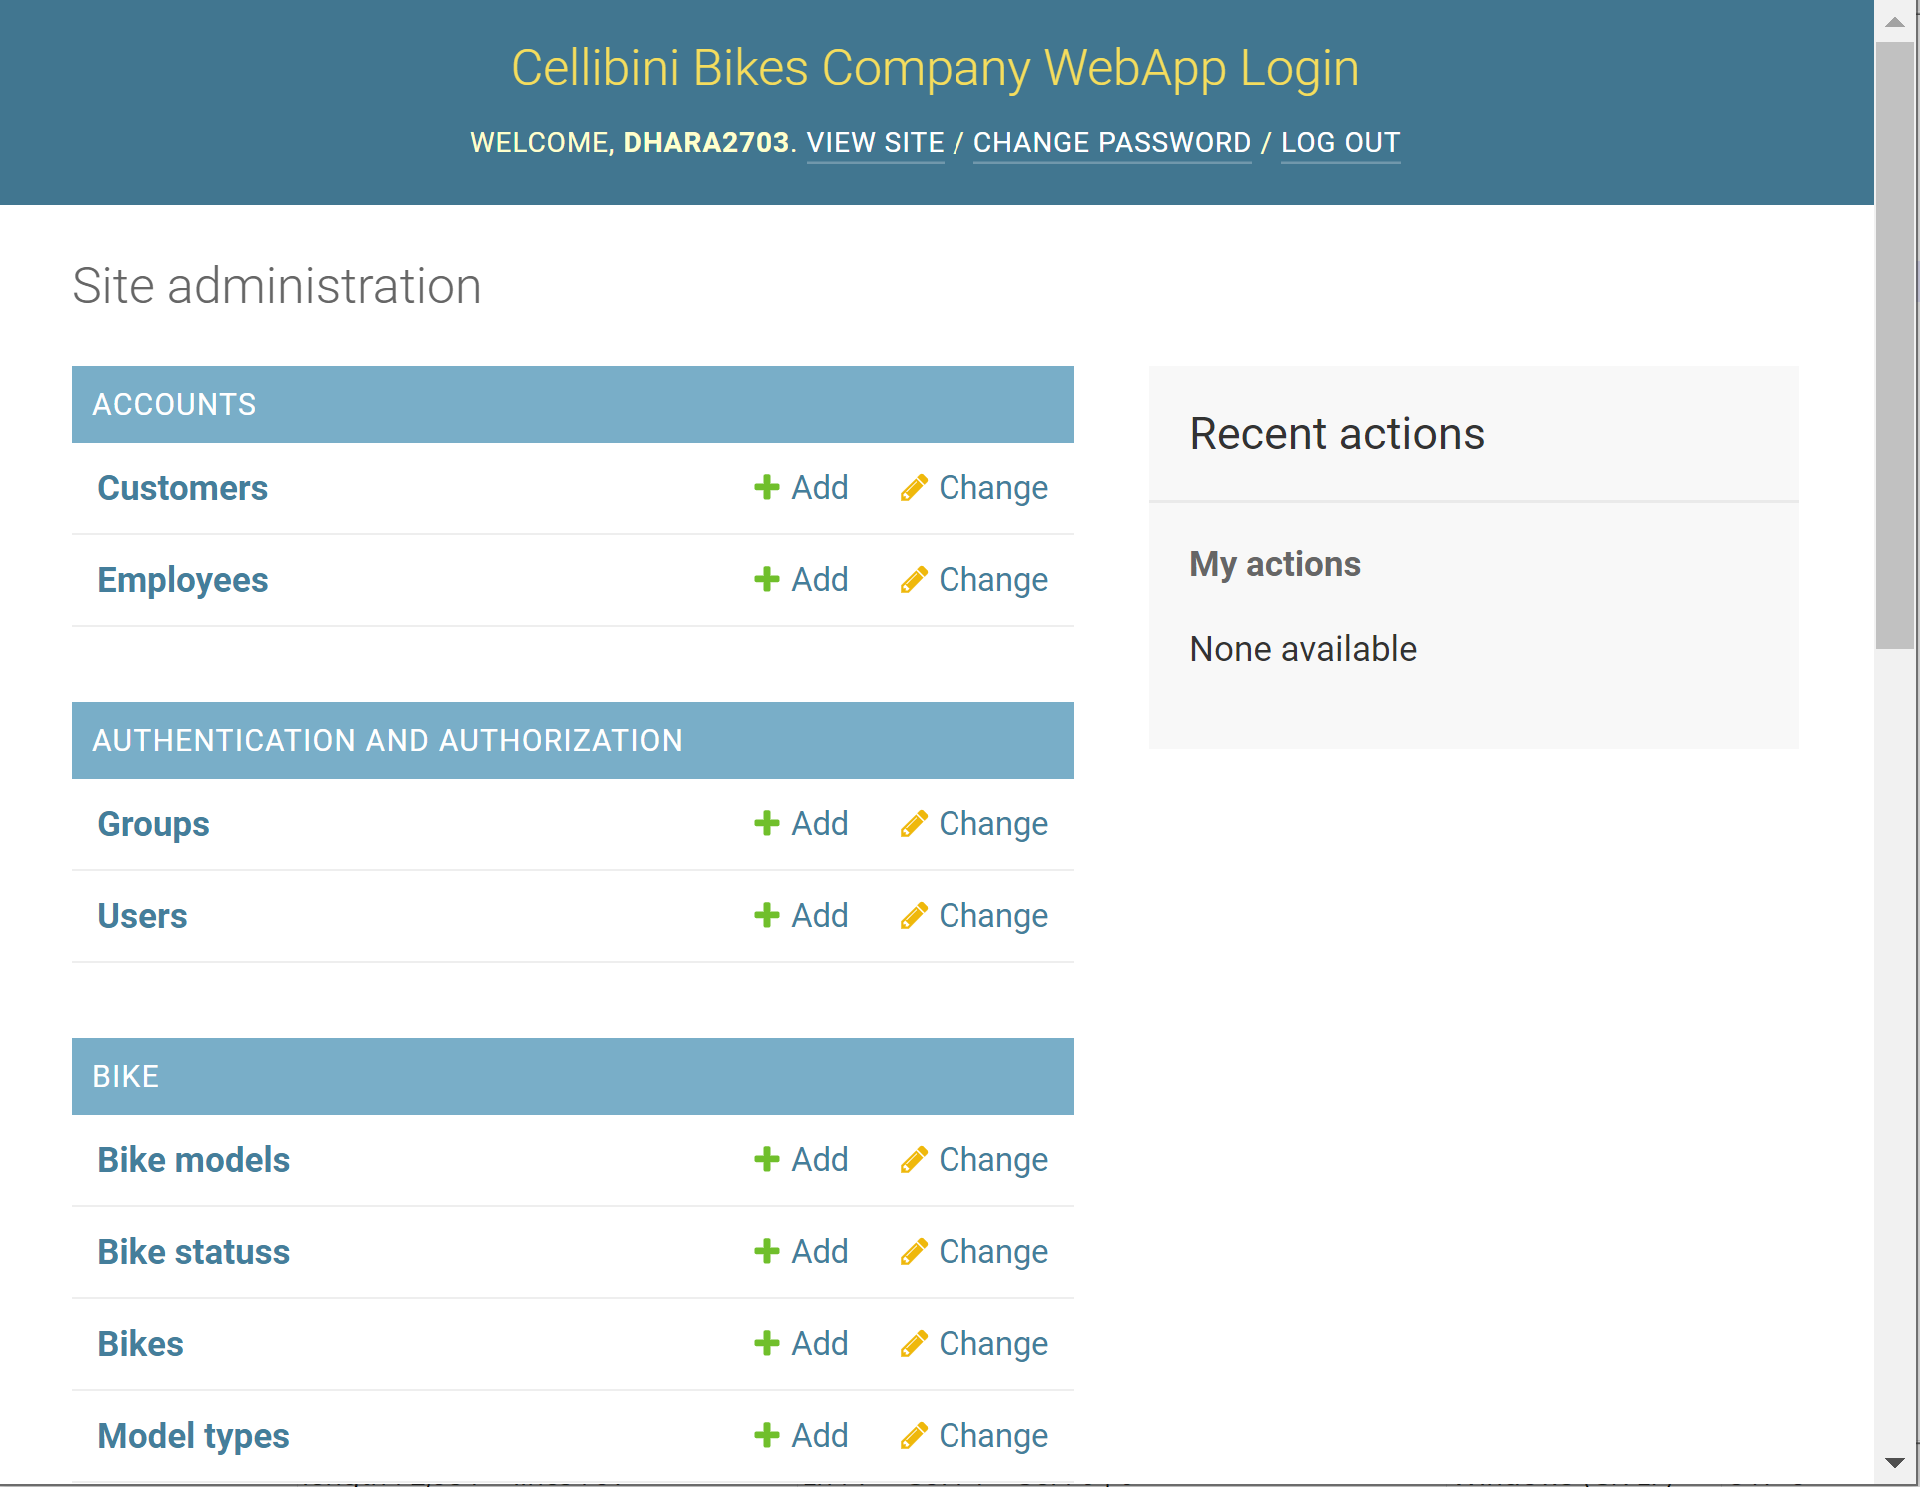 Cellibini Bikes Company WebApp Login
WELCOME, DHARA2703. VIEW SITE / CHANGE PASSWORD / LOG OUT
Site administration
ACCOUNTS
Customers Add Change
Employees Add Change
AUTHENTICATION AND AUTHORIZATION
Groups Add Change
Users Add Change
BIKE
Bike models Add Change
Bike statuss Add Change
Bikes Add Change
Model types Add Change
Recent actions
My actions
None available